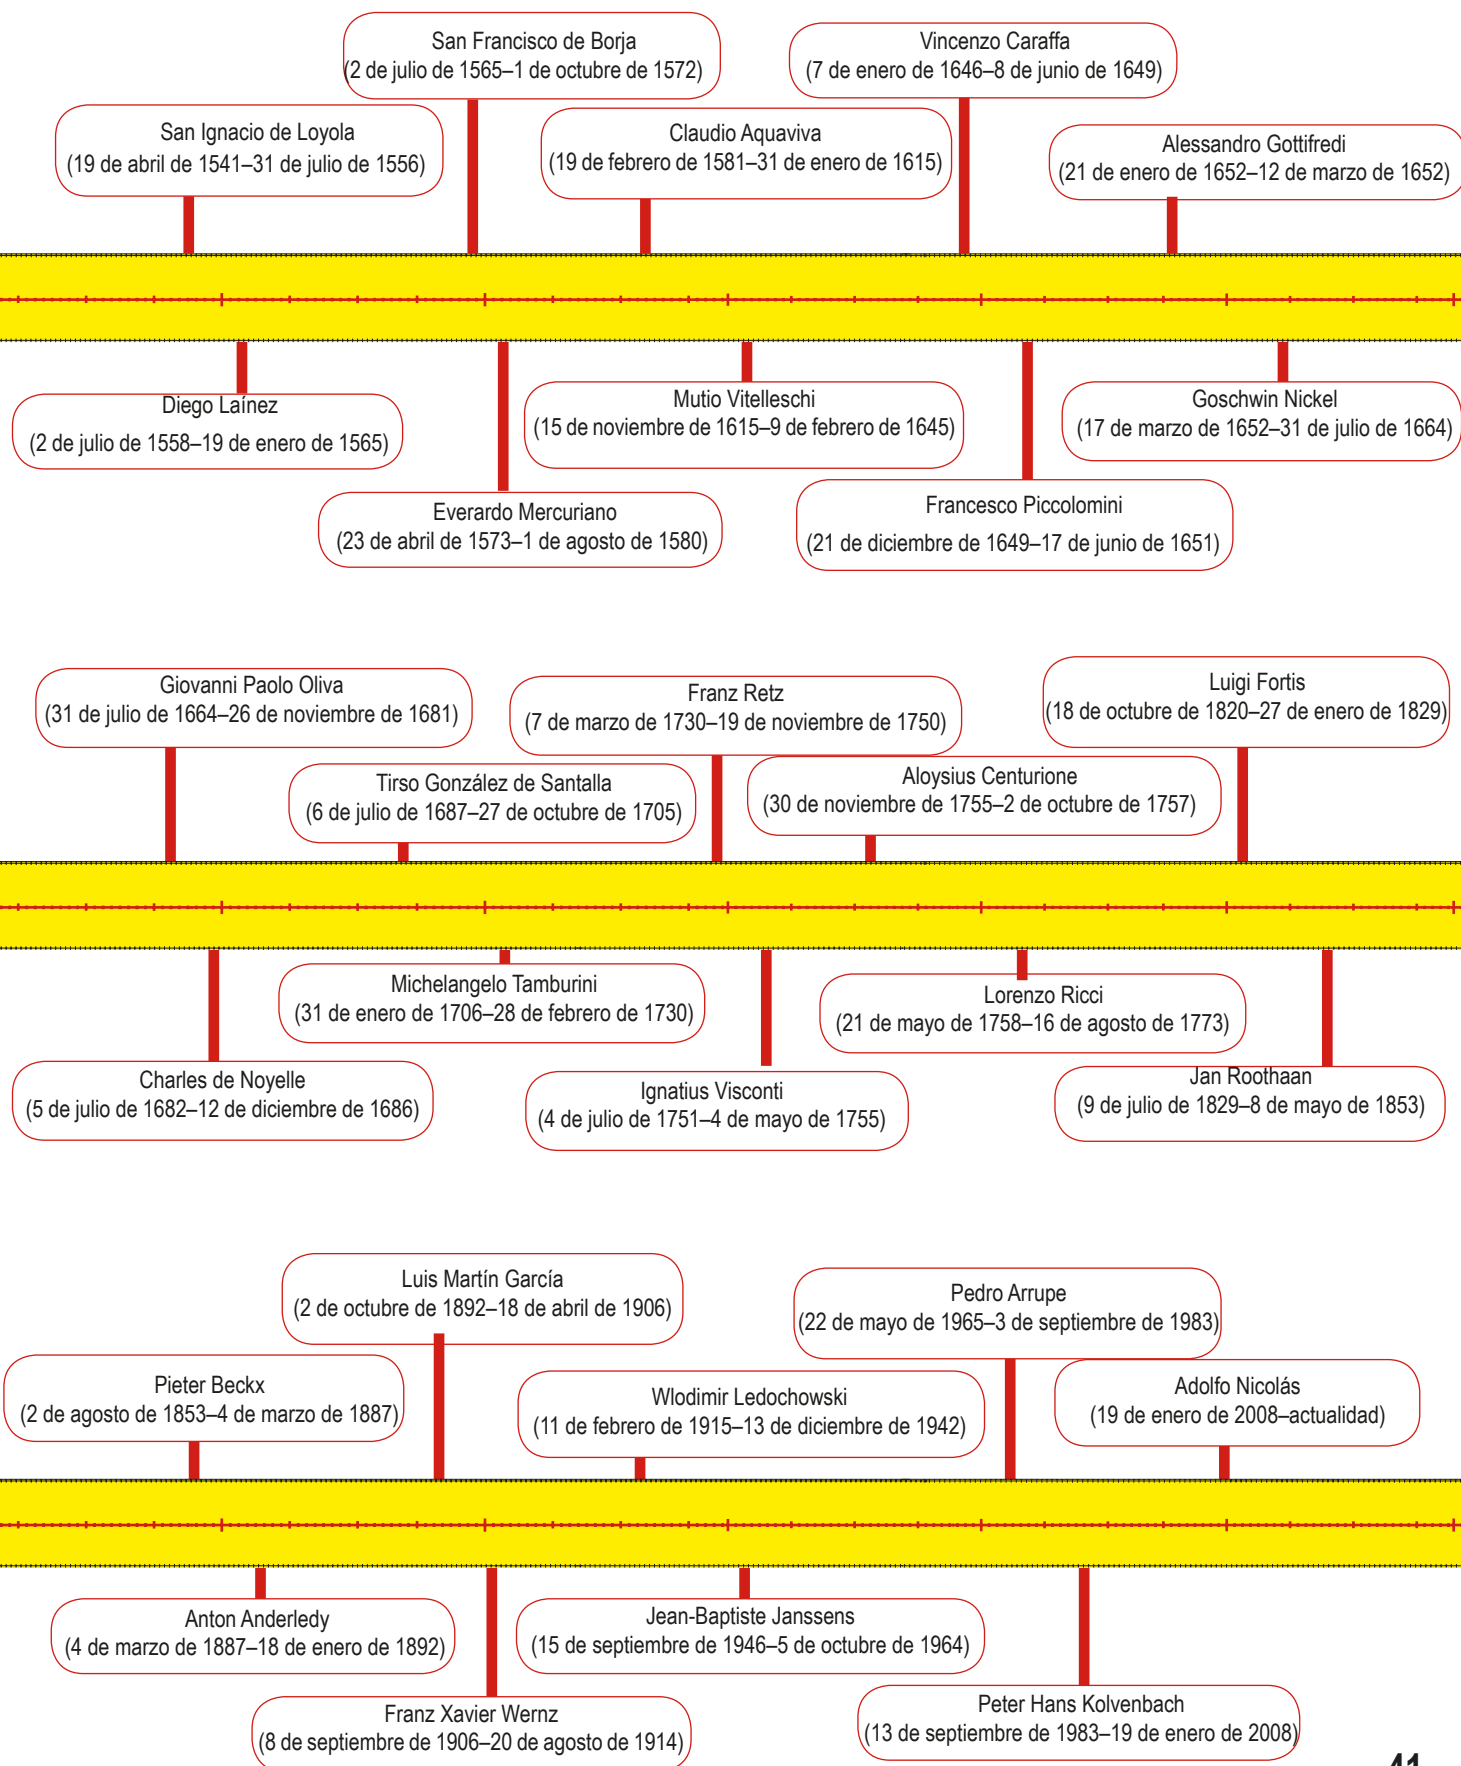 San Francisco de Borja
(2 de julio de 1565–1 de octubre de 1572)
Vincenzo Caraffa
(7 de enero de 1646–8 de junio de 1649)
San Ignacio de Loyola
(19 de abril de 1541–31 de julio de 1556)
Claudio Aquaviva
(19 de febrero de 1581–31 de enero de 1615)
Alessandro Gottifredi
(21 de enero de 1652–12 de marzo de 1652)
Diego Laínez
(2 de julio de 1558–19 de enero de 1565)
Mutio Vitelleschi
(15 de noviembre de 1615–9 de febrero de 1645)
Goschwin Nickel
(17 de marzo de 1652–31 de julio de 1664)
Everardo Mercuriano
(23 de abril de 1573–1 de agosto de 1580)
Francesco Piccolomini
(21 de diciembre de 1649–17 de junio de 1651)
Giovanni Paolo Oliva
(31 de julio de 1664–26 de noviembre de 1681)
Franz Retz
(7 de marzo de 1730–19 de noviembre de 1750)
Luigi Fortis
(18 de octubre de 1820–27 de enero de 1829)
Tirso Gonzάlez de Santalla
(6 de julio de 1687–27 de octubre de 1705)
Aloysius Centurione
(30 de noviembre de 1755–2 de octubre de 1757)
Michelangelo Tamburini
(31 de enero de 1706–28 de febrero de 1730)
Lorenzo Ricci
(21 de mayo de 1758–16 de agosto de 1773)
Charles de Noyelle
(5 de julio de 1682–12 de diciembre de 1686)
Ignatius Visconti
(4 de julio de 1751–4 de mayo de 1755)
Jan Roothaan
(9 de julio de 1829–8 de mayo de 1853)
Luis Martín García
(2 de octubre de 1892–18 de abril de 1906)
Pedro Arrupe
(22 de mayo de 1965–3 de septiembre de 1983)
Pieter Beckx
(2 de agosto de 1853–4 de marzo de 1887)
Wlodimir Ledochowski
(11 de febrero de 1915–13 de diciembre de 1942)
Adolfo Nicolás
(19 de enero de 2008–actualidad)
Anton Anderledy
(4 de marzo de 1887–18 de enero de 1892)
Jean-Baptiste Janssens
(15 de septiembre de 1946–5 de octubre de 1964)
Franz Xavier Wernz
(8 de septiembre de 1906–20 de agosto de 1914)
Peter Hans Kolvenbach
(13 de septiembre de 1983–19 de enero de 2008)
41